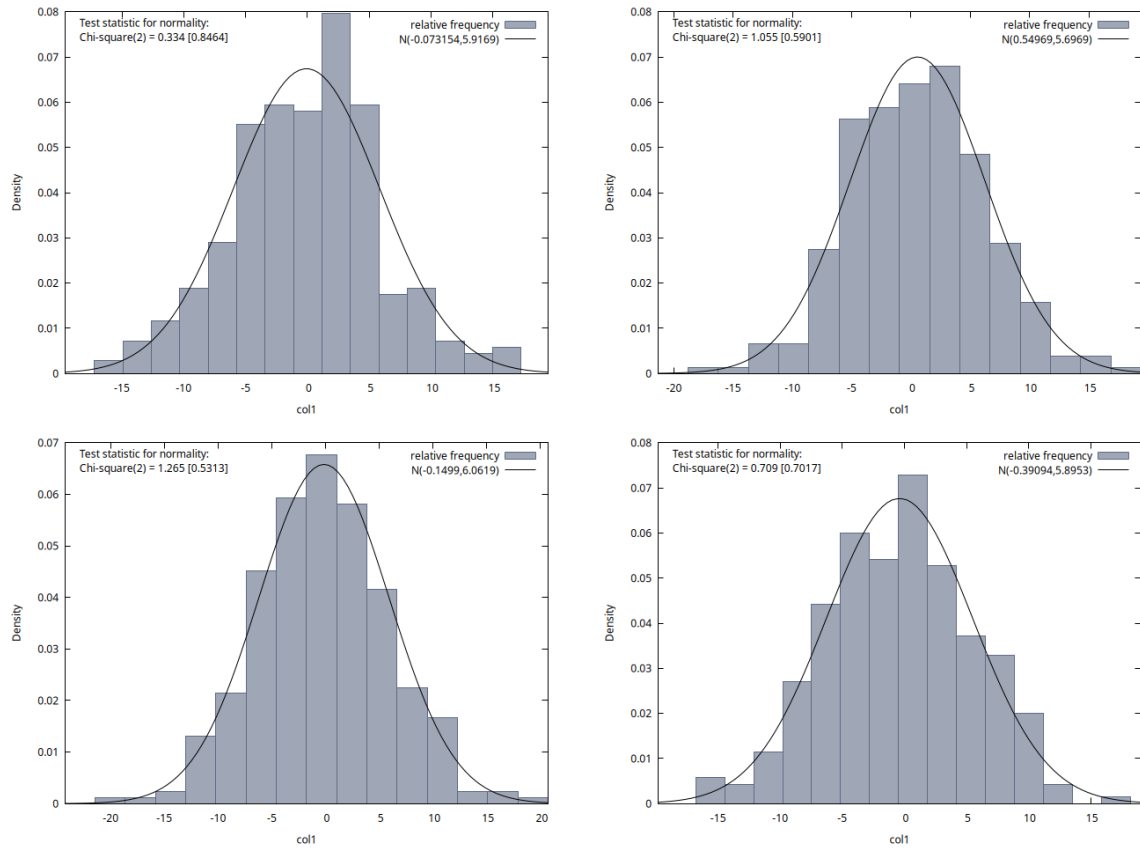 Test statistic for normality:
Chi-square(2) = 0.334 [0.8464]
relative frequency
N(-0.073154,5.9169)
0.08
0.07
0.06
0.05
0.04
0.03
0.02
0.01
0
Density
-15
-10
-5
0
5
10
15
col1
Test statistic for normality:
Chi-square(2) = 1.055 [0.5901]
relative frequency
N(0.54969,5.6969)
0.08
0.07
0.06
0.05
0.04
0.03
0.02
0.01
0
Density
-20
-15
-10
-5
0
5
10
15
col1
Test statistic for normality:
Chi-square(2) = 1.265 [0.5313]
relative frequency
N(-0.1499,6.0619)
0.07
0.06
0.05
0.04
0.03
0.02
0.01
0
Density
-20
-15
-10
-5
0
5
10
15
20
col1
Test statistic for normality:
Chi-square(2) = 0.709 [0.7017]
relative frequency
N(-0.39094,5.8953)
0.08
0.07
0.06
0.05
0.04
0.03
0.02
0.01
0
Density
-15
-10
-5
0
5
10
15
col1